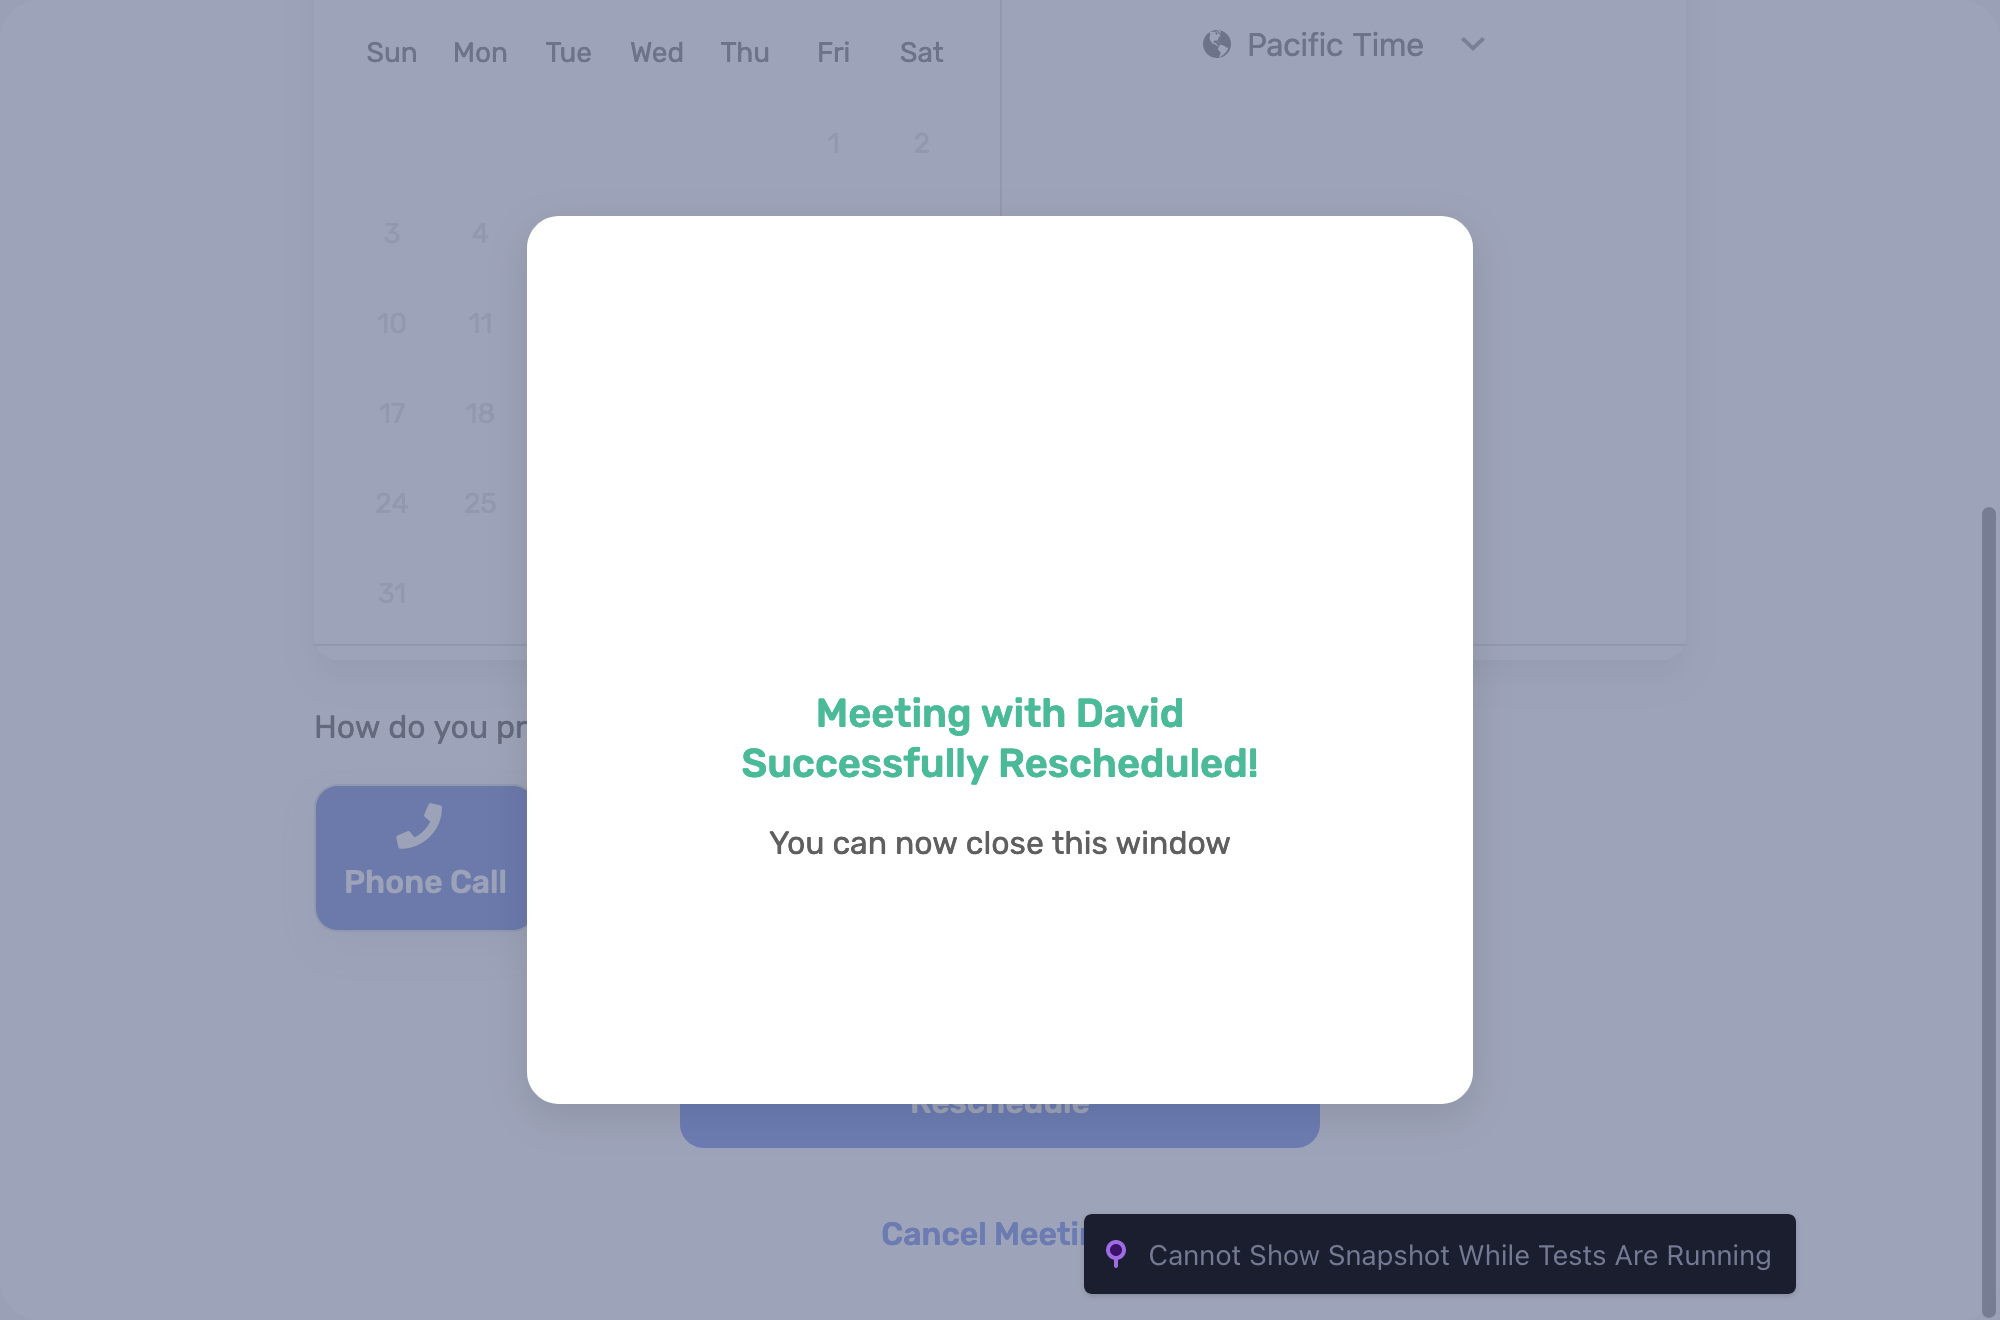 Sun Mon Tue Wed Thu Fri Sat
Pacific Time
1 2
3 4
10 11
17 18
24 25
31
How do you pr
Phone Call
Meeting with David
Successfully Rescheduled!
You can now close this window
Reschedule
Cancel Meetin
Cannot Show Snapshot While Tests Are Running